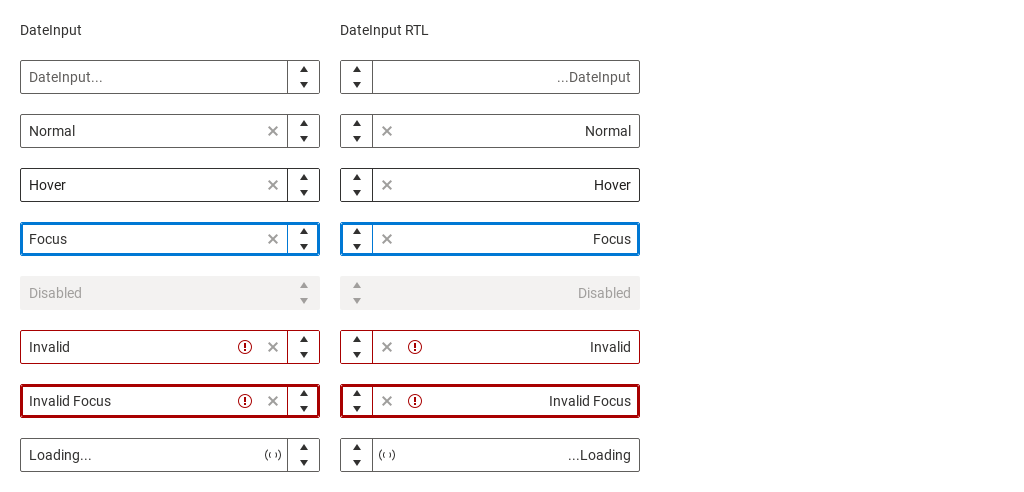 DateInput
DateInput RTL
DateInput...
...DateInput
Normal
Normal
Hover
Hover
Focus
Focus
Disabled
Disabled
Invalid
Invalid
Invalid Focus
Invalid Focus
Loading...
...Loading